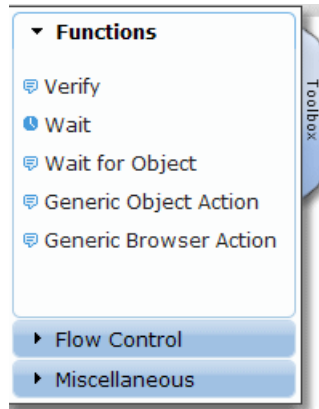 Functions
Verify
Wait
Wait for Object
Generic Object Action
Generic Browser Action
Flow Control
Miscellaneous
Toolbox